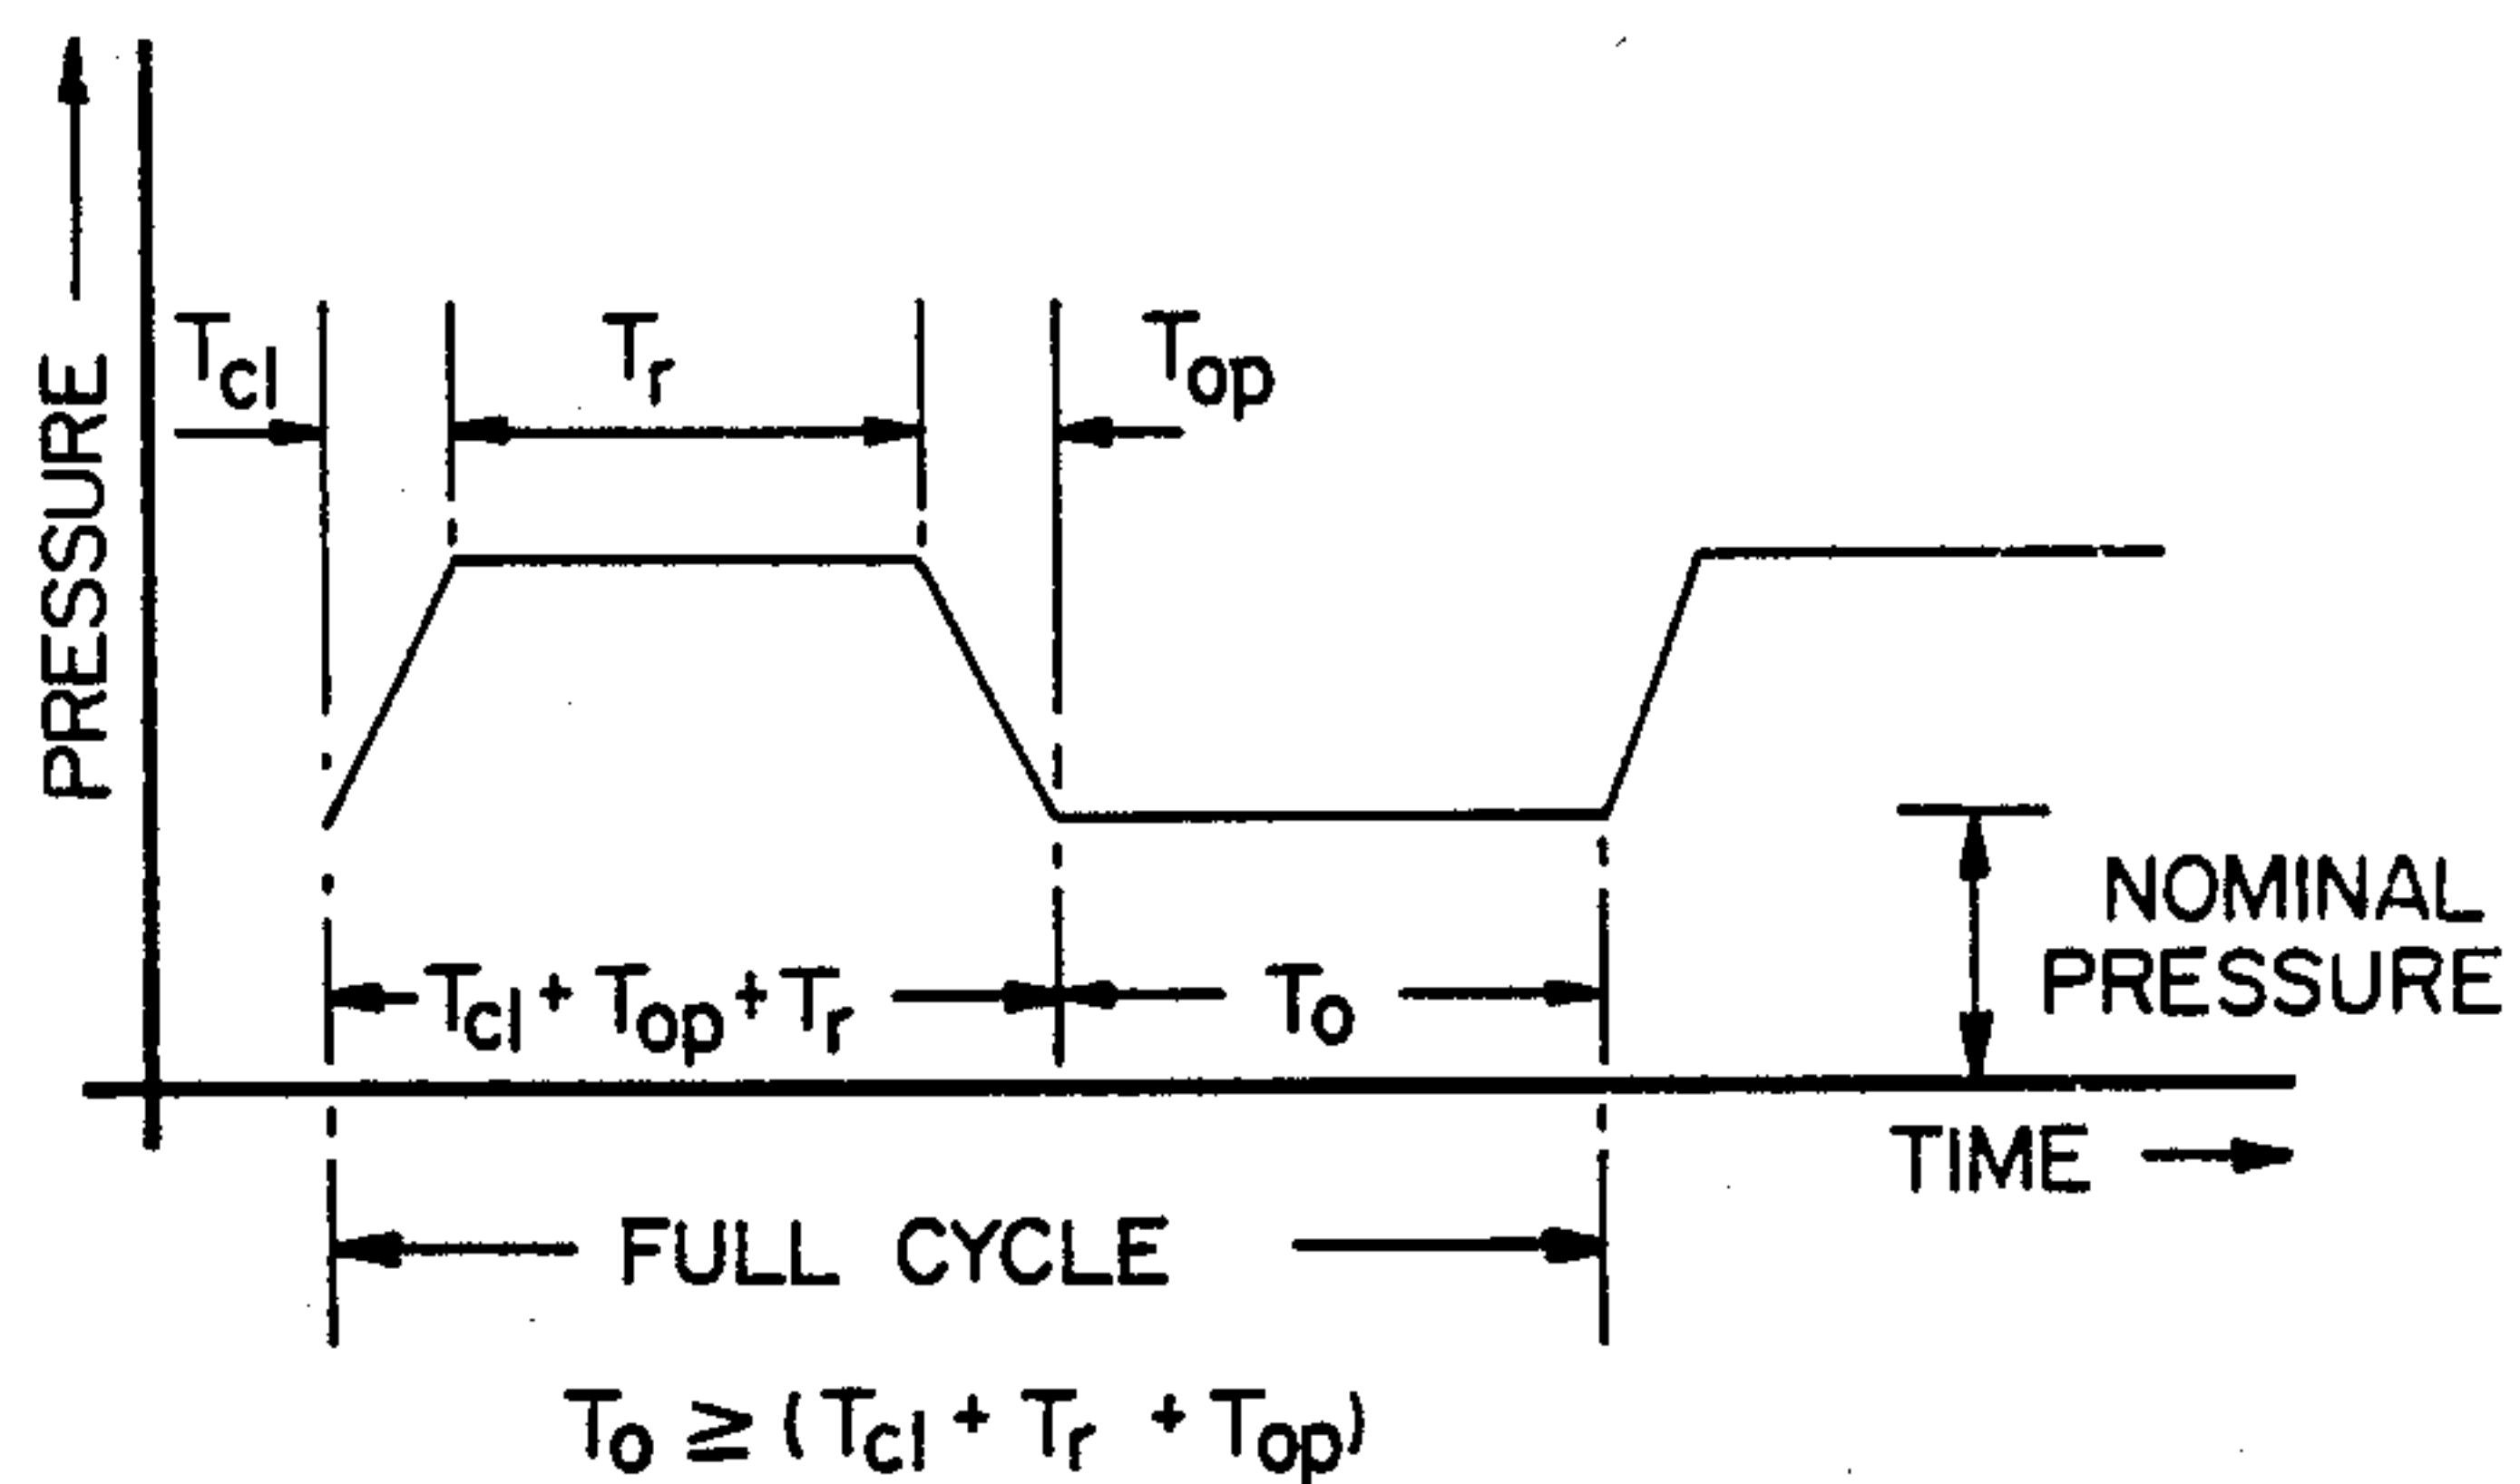 PRESSURE
Tcl
Tr
Top
Tcl + Top + Tr
To
NOMINAL
PRESSURE
TIME
FULL CYCLE
To ≥ (Tcl + Tr + Top)